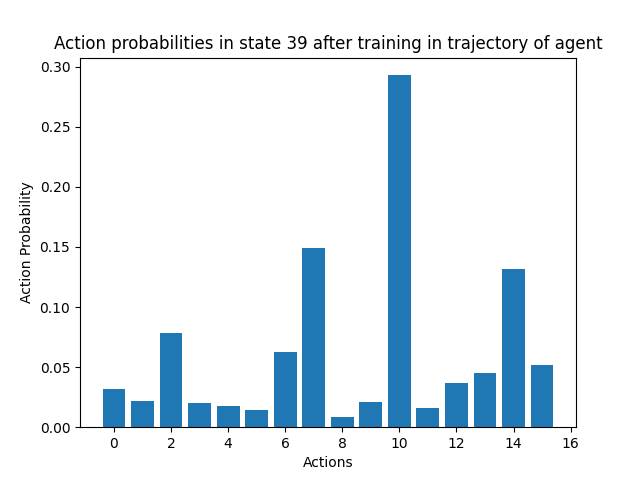 Action probabilities in state 39 after training in trajectory of agent
0.30
0.25
0.20
0.15
0.10
0.05
0.00
Action Probability
0 2 4 6 8 10 12 14 16
Actions